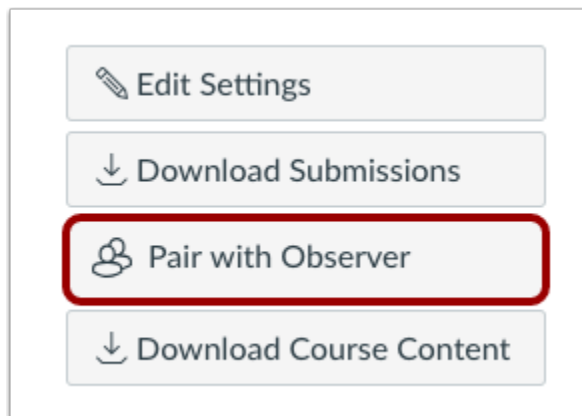 Edit Settings
Download Submissions
Pair with Observer
Download Course Content